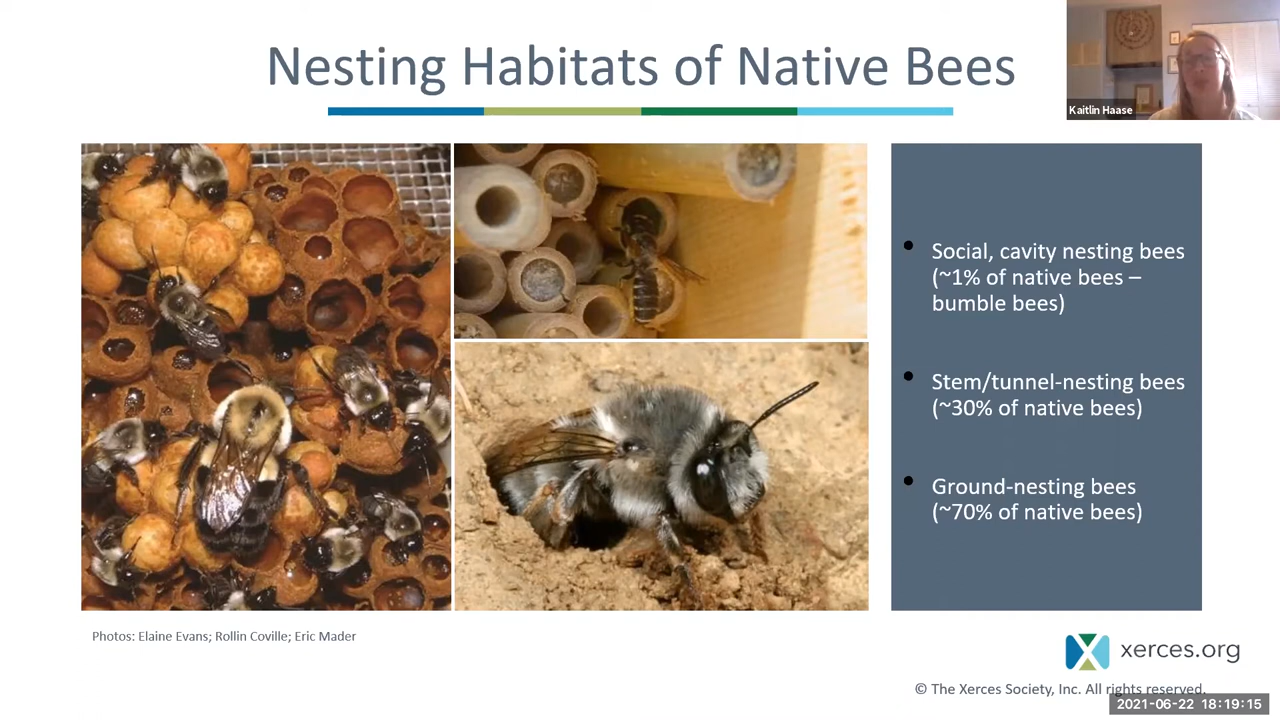 Nesting Habitats of Native Bees
Kaitlin Haase
• Social, cavity nesting bees
(~1% of native bees –
bumble bees)
• Stem/tunnel-nesting bees
(~30% of native bees)
• Ground-nesting bees
(~70% of native bees)
Photos: Elaine Evans; Rollin Coville; Eric Mader
xerces.org
© The Xerces Society, Inc. All rights reserved.
2021-06-22 18:19:15